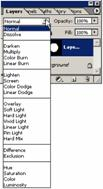 Layers
Normal
Opacity: 100%
Normal
Dissolve
Fill: 100%
Darken
Multiply
Color Burn
Linear Burn
Laye...
Lighten
Screen
Color Dodge
Linear Dodge
ground
Overlay
Soft Light
Hard Light
Vivid Light
Linear Light
Pin Light
Hard Mix
Difference
Exclusion
Hue
Saturation
Color
Luminosity